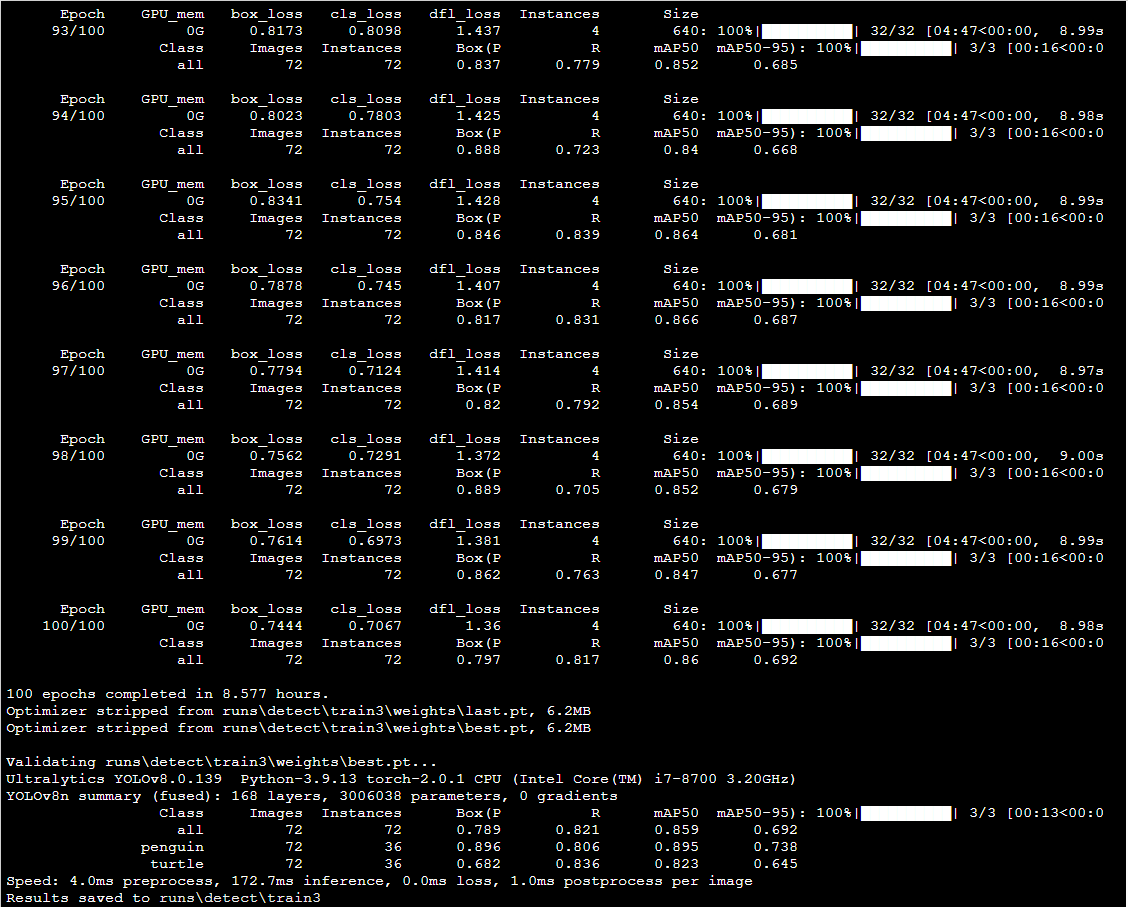 Epoch GPU_mem box_loss cls_loss dfl_loss Instances Size
93/100 0G 0.8173 0.8098 1.437 4 640: 100%|██████████| 32/32 [04:47<00:00, 8.99s
Class Images Instances Box(P R mAP50 mAP50-95): 100%|██████████| 3/3 [00:16<00:0
all 72 72 0.837 0.779 0.852 0.685
Epoch GPU_mem box_loss cls_loss dfl_loss Instances Size
94/100 0G 0.8023 0.7803 1.425 4 640: 100%|██████████| 32/32 [04:47<00:00, 8.98s
Class Images Instances Box(P R mAP50 mAP50-95): 100%|██████████| 3/3 [00:16<00:0
all 72 72 0.888 0.723 0.84 0.668
Epoch GPU_mem box_loss cls_loss dfl_loss Instances Size
95/100 0G 0.8341 0.754 1.428 4 640: 100%|██████████| 32/32 [04:47<00:00, 8.99s
Class Images Instances Box(P R mAP50 mAP50-95): 100%|██████████| 3/3 [00:16<00:0
all 72 72 0.846 0.839 0.864 0.681
Epoch GPU_mem box_loss cls_loss dfl_loss Instances Size
96/100 0G 0.7878 0.745 1.407 4 640: 100%|██████████| 32/32 [04:47<00:00, 8.99s
Class Images Instances Box(P R mAP50 mAP50-95): 100%|██████████| 3/3 [00:16<00:0
all 72 72 0.817 0.831 0.866 0.687
Epoch GPU_mem box_loss cls_loss dfl_loss Instances Size
97/100 0G 0.7794 0.7124 1.414 4 640: 100%|██████████| 32/32 [04:47<00:00, 8.97s
Class Images Instances Box(P R mAP50 mAP50-95): 100%|██████████| 3/3 [00:16<00:0
all 72 72 0.82 0.792 0.854 0.689
Epoch GPU_mem box_loss cls_loss dfl_loss Instances Size
98/100 0G 0.7562 0.7291 1.372 4 640: 100%|██████████| 32/32 [04:47<00:00, 9.00s
Class Images Instances Box(P R mAP50 mAP50-95): 100%|██████████| 3/3 [00:16<00:0
all 72 72 0.889 0.705 0.852 0.679
Epoch GPU_mem box_loss cls_loss dfl_loss Instances Size
99/100 0G 0.7614 0.6973 1.381 4 640: 100%|██████████| 32/32 [04:47<00:00, 8.99s
Class Images Instances Box(P R mAP50 mAP50-95): 100%|██████████| 3/3 [00:16<00:0
all 72 72 0.862 0.763 0.847 0.677
Epoch GPU_mem box_loss cls_loss dfl_loss Instances Size
100/100 0G 0.7444 0.7067 1.36 4 640: 100%|██████████| 32/32 [04:47<00:00, 8.98s
Class Images Instances Box(P R mAP50 mAP50-95): 100%|██████████| 3/3 [00:16<00:0
all 72 72 0.797 0.817 0.86 0.692
100 epochs completed in 8.577 hours.
Optimizer stripped from runs\detect\train3\weights\last.pt, 6.2MB
Optimizer stripped from runs\detect\train3\weights\best.pt, 6.2MB
Validating runs\detect\train3\weights\best.pt...
Ultralytics YOLOv8.0.139 Python-3.9.13 torch-2.0.1 CPU (Intel Core(TM) i7-8700 3.20GHz)
YOLOv8n summary (fused): 168 layers, 3006038 parameters, 0 gradients
Class Images Instances Box(P R mAP50 mAP50-95): 100%|██████████| 3/3 [00:13<00:0
all 72 72 0.789 0.821 0.859 0.692
penguin 72 36 0.896 0.806 0.895 0.738
turtle 72 36 0.682 0.836 0.823 0.645
Speed: 4.0ms preprocess, 172.7ms inference, 0.0ms loss, 1.0ms postprocess per image
Results saved to runs\detect\train3